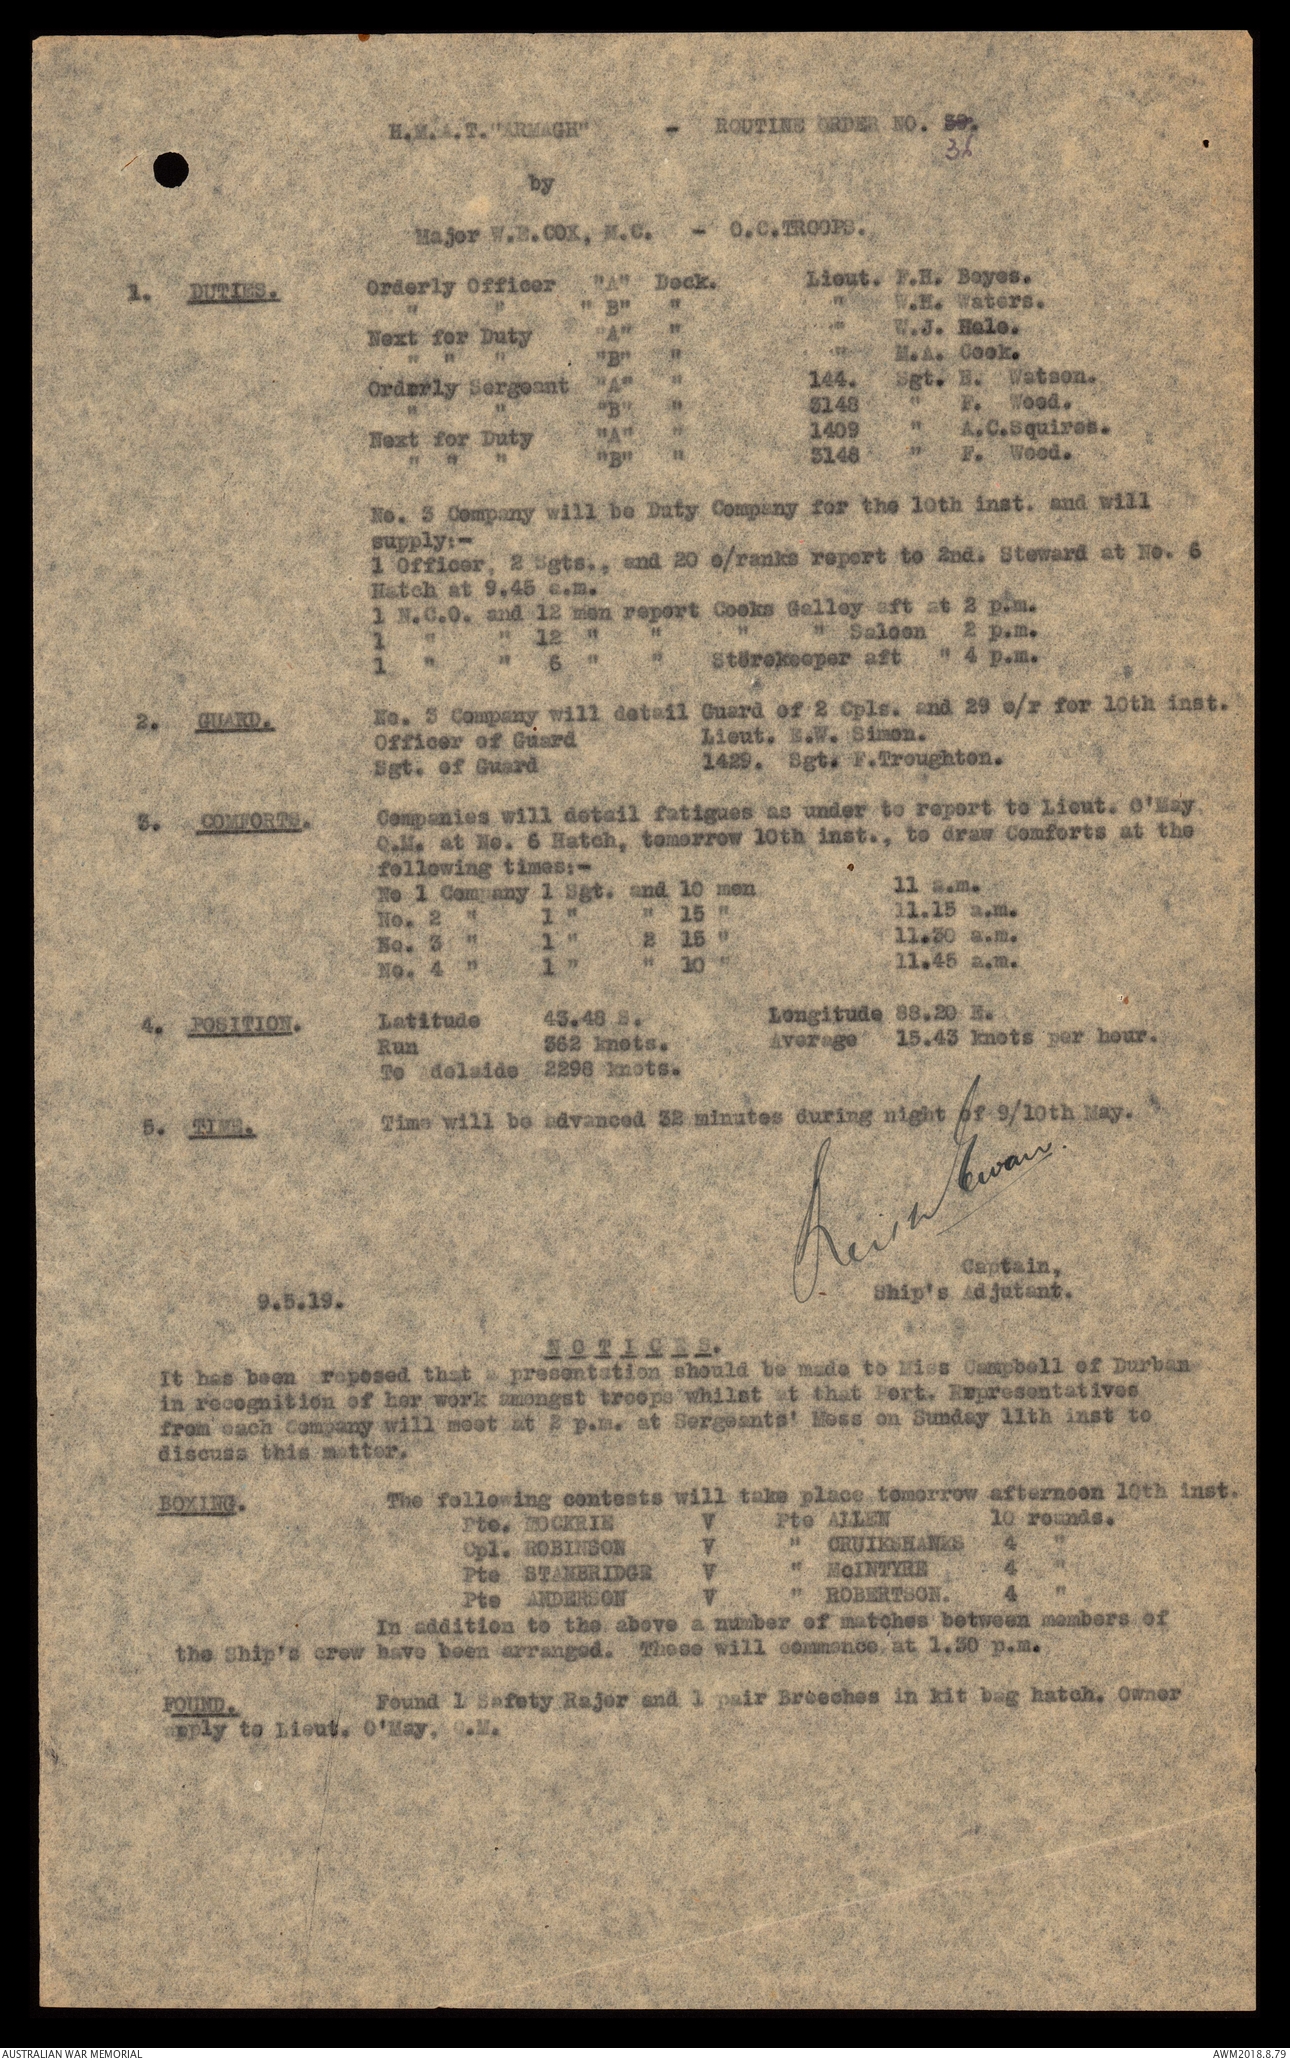 H.M.A.T."ARMAGH" - ROUTINE ORDER NO. 39.
36
by
Major W.E.COX, M.C. - O.C.TROOPS.
1. DUTIES. Orderly Officer "A" Deck. Lieut. F.H. Boyes.
" " "B" " " W.H. Waters.
Next for Duty "A" " " W.J. Hale.
" " " "B" " " M.A. Cook.
Orderly Sergeant "A" " 144. Sgt. E. Watson.
" " "B" " 3148 " F. Wood.
Next for Duty "A" " 1409 " A.C.Squires.
" " " "B" " 3148 " F. Wood.
No. 3 Company will be Duty Company for the 10th inst. and will
supply:-
1 Officer, 2 Sgts., and 20 o/ranks report to 2nd. Steward at No. 6
Hatch at 9.45 a.m.
1 N.C.O. and 12 men report Cooks Galley aft at 2 p.m.
1 " " 12 " " " " Saloon 2 p.m.
1 " " 6 " " Storekeeper aft " 4 p.m.
2. GUARD. No. 3 Company will detail Guard of 2 Cpls. and 29 o/r for 10th inst.
Officer of Guard Lieut. E.W. Simon.
Sgt. of Guard 1429. Sgt. F.Troughton.
3. COMFORTS. Companies will detail fatigues as under to report to Lieut. O'May
Q.M. at No. 6 Hatch, tomorrow 10th inst., to draw Comforts at the
following times:-
No 1 Company 1 Sgt. and 10 men 11 a.m.
No. 2 " 1 " " 15 " 11.15 a.m.
No. 3 " 1 " 2 15 " 11.30 a.m.
No. 4 " 1 " " 10 " 11.45 a.m.
4. POSITION. Latitude 43.48 S. Longitude 88.20 E.
Run 362 knots. Average 15.43 knots per hour.
To Adelaide 2298 knots.
5. TIME. Time will be advanced 32 minutes during night of 9/10th May.
Captain,
9.5.19. Ship's Adjutant.
NOTICES.
It has been reposed that a presentation should be made to Miss Campbell of Durban
in recognition of her work amongst troops whilst at that Port. Representatives
from each Company will meet at 2 p.m. at Sergeants' Mess on Sunday 11th inst to
discuss this matter.
BOXING. The following contests will take place tomorrow afternoon 10th inst.
Pte. V Pte ALLEN 10 rounds.
Cpl. ROBINSON V " CRUIKSHANKS 4 "
Pte STANBRIDGE V " McINTYRE 4 "
Pte ANDERSON V " ROBERTSON. 4 "
In addition to the above a number of matches between members of
the Ship's crew have been arranged. These will commence at 1.30 p.m.
FOUND. Found 1 Safety Rajor and 1 pair Breeches in kit bag hatch. Owner
apply to Lieut. O'May, Q.M.
AUSTRALIAN WAR MEMORIAL AWM2018.8.79